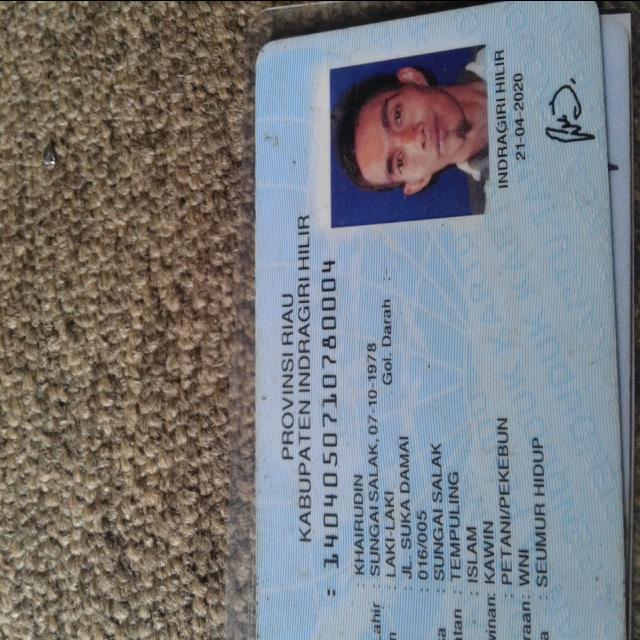 PROVINSI RIAU
KABUPATEN INDRAGIRI HILIR
: 1404050710780004
KHAIRUDIN
ahir : SUNGAI SALAK, 07-10-1978
n : LAKI-LAKI Gol. Darah :-
: JL. SUKA DAMAI
: 016/005
sa : SUNGAI SALAK
atan : TEMPULING
: ISLAM
winan: KAWIN
: PETANI/PEKEBUN
raan: WNI
: SEUMUR HIDUP
INDRAGIRI HILIR
21-04-2020